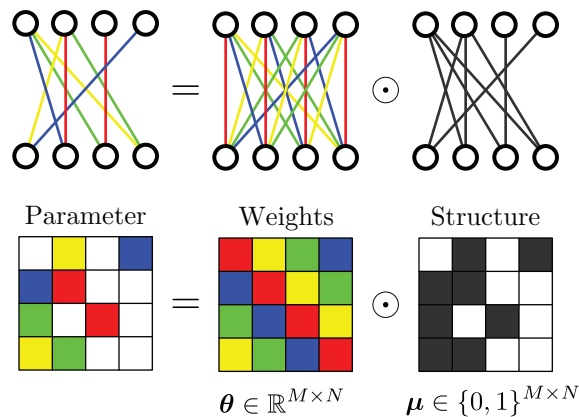 = ⊙
Parameter Weights Structure
= ⊙
θ ∈ ℝ^{M×N} μ ∈ {0, 1}^{M×N}